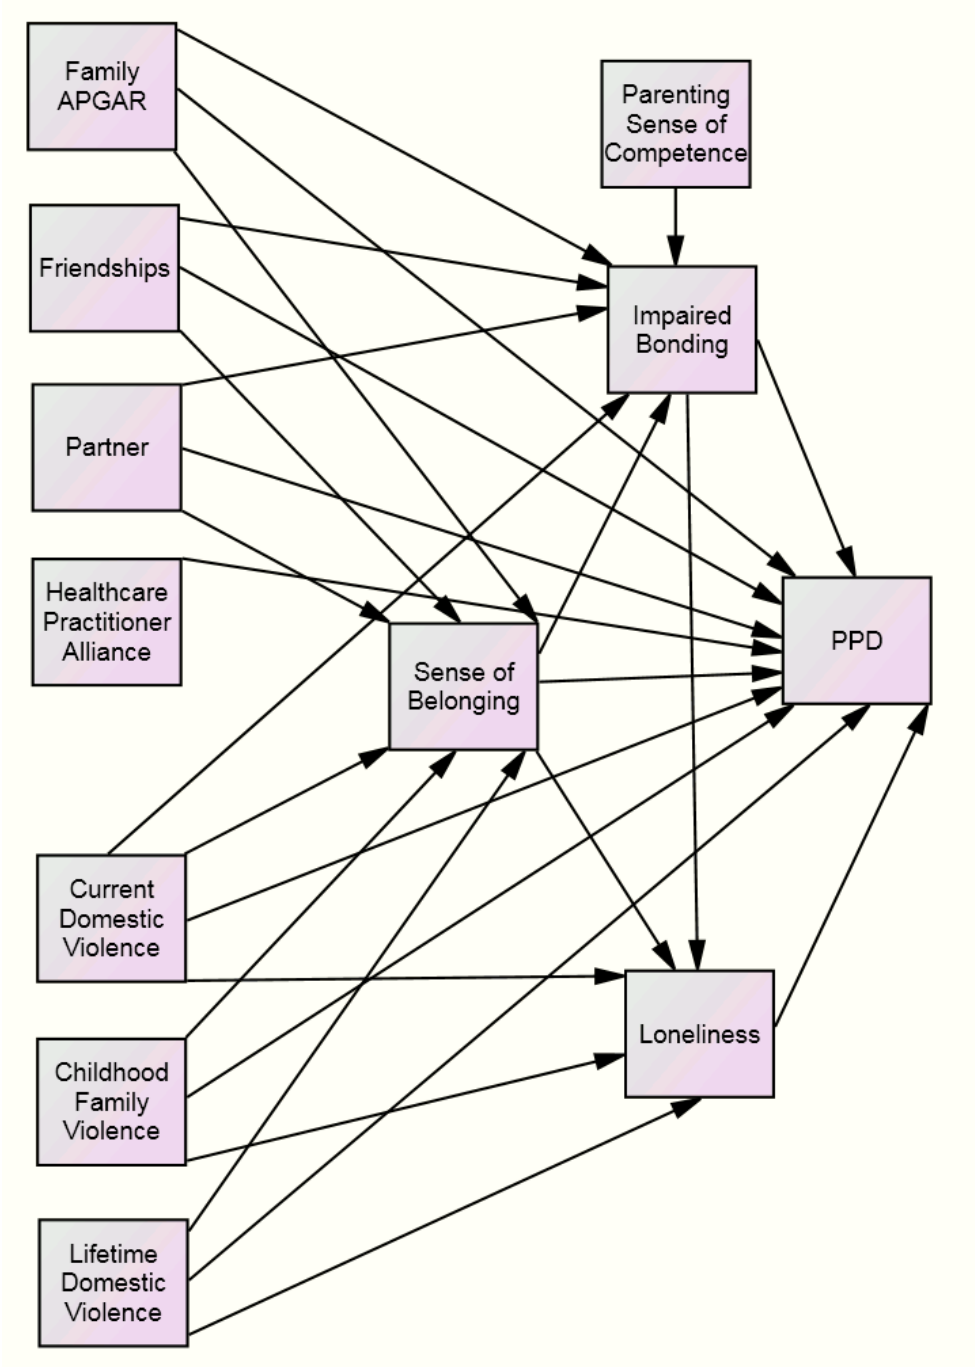 Family
APGAR
Parenting
Sense of
Competence
Friendships
Impaired
Bonding
Partner
Healthcare
Practitioner
Alliance
PPD
Sense of
Belonging
Current
Domestic
Violence
Loneliness
Childhood
Family
Violence
Lifetime
Domestic
Violence